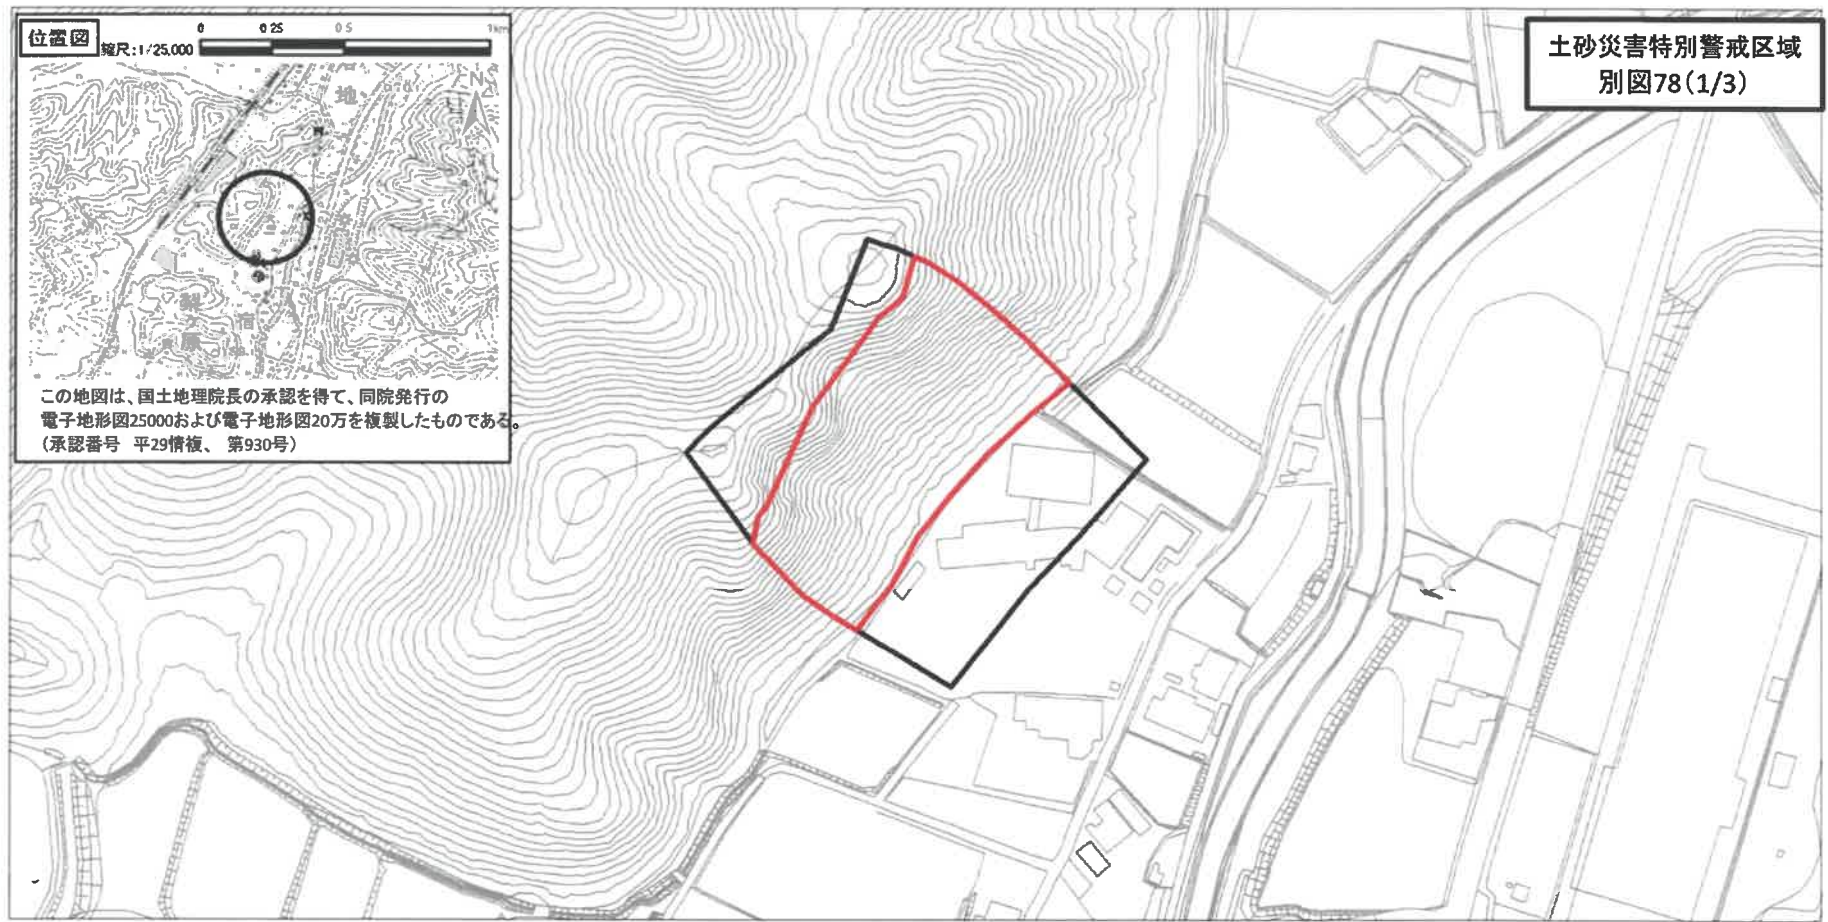 位置図
縮尺:1/25,000
0 0.25 0.5 1km
土砂災害特別警戒区域
別図78(1/3)
N
地
梨
ヶ
原
宿
この地図は、国土地理院長の承認を得て、同院発行の
電子地形図25000および電子地形図20万を複製したものである。
(承認番号 平29情複、 第930号)